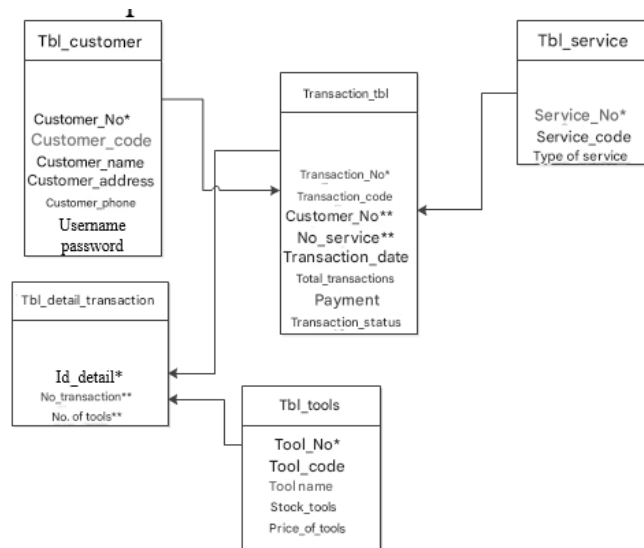 Tbl_customer
Customer_No*
Customer_code
Customer_name
Customer_address
Customer_phone
Username
password
Transaction_tbl
Transaction_No*
Transaction_code
Customer_No**
No_service**
Transaction_date
Total_transactions
Payment
Transaction_status
Tbl_service
Service_No*
Service_code
Type of service
Tbl_detail_transaction
Id_detail*
No_transaction**
No. of tools**
Tbl_tools
Tool_No*
Tool_code
Tool name
Stock_tools
Price_of_tools